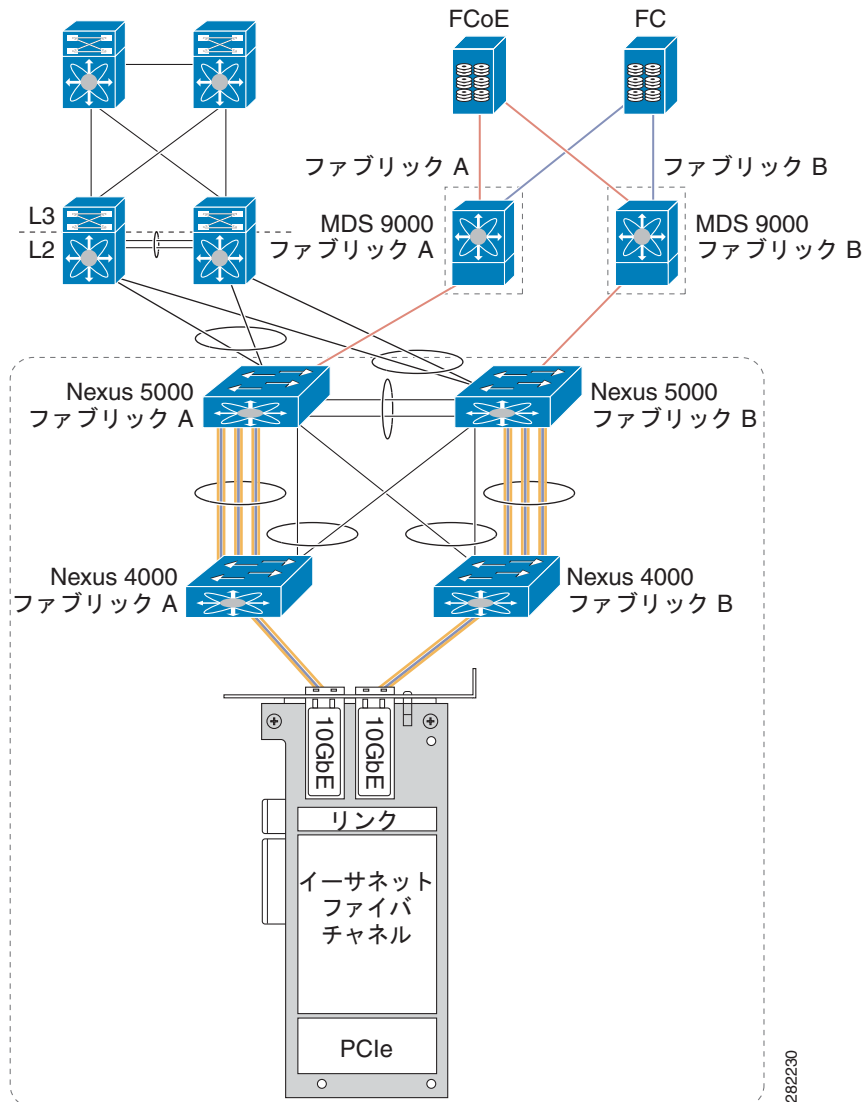 FCoE
FC
ファブリック A
ファブリック B
L3
L2
MDS 9000
ファブリック A
MDS 9000
ファブリック B
Nexus 5000
ファブリック A
Nexus 5000
ファブリック B
Nexus 4000
ファブリック A
Nexus 4000
ファブリック B
10GbE
10GbE
リンク
イーサネット
ファイバ
チャネル
PCIe
282230